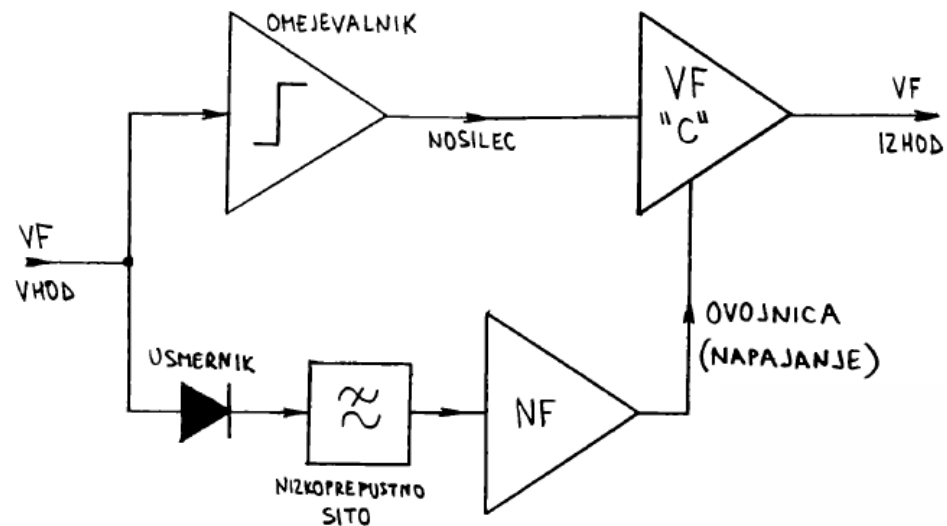 OMEJEVALNIK
VF
"C"
VF
IZHOD
NOSILEC
VF
VHOD
OVOJNICA
(NAPAJANJE)
USMERNIK
NF
NIZKOPREPUSTNO
SITO